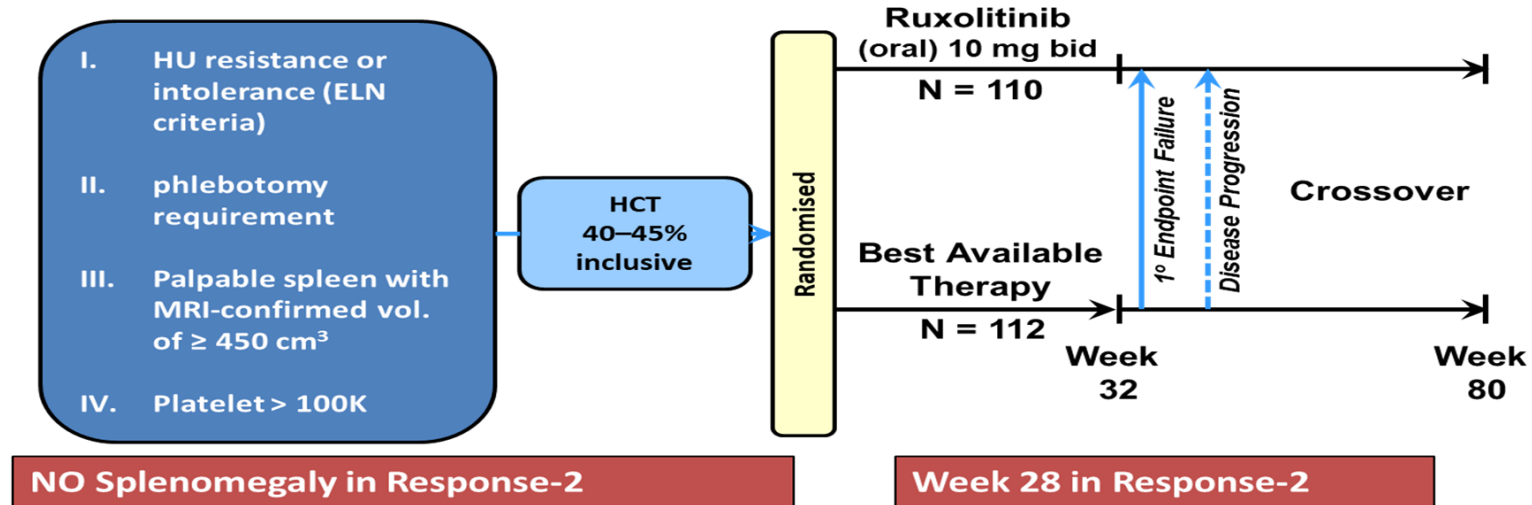 I. HU resistance or
intolerance (ELN
criteria)
II. phlebotomy
requirement
III. Palpable spleen with
MRI-confirmed vol.
of ≥ 450 cm³
IV. Platelet > 100K
HCT
40–45%
inclusive
Randomised
Ruxolitinib
(oral) 10 mg bid
N = 110
Best Available
Therapy
N = 112
1º Endpoint Failure
Disease Progression
Crossover
Week
32
Week
80
NO Splenomegaly in Response-2
Week 28 in Response-2